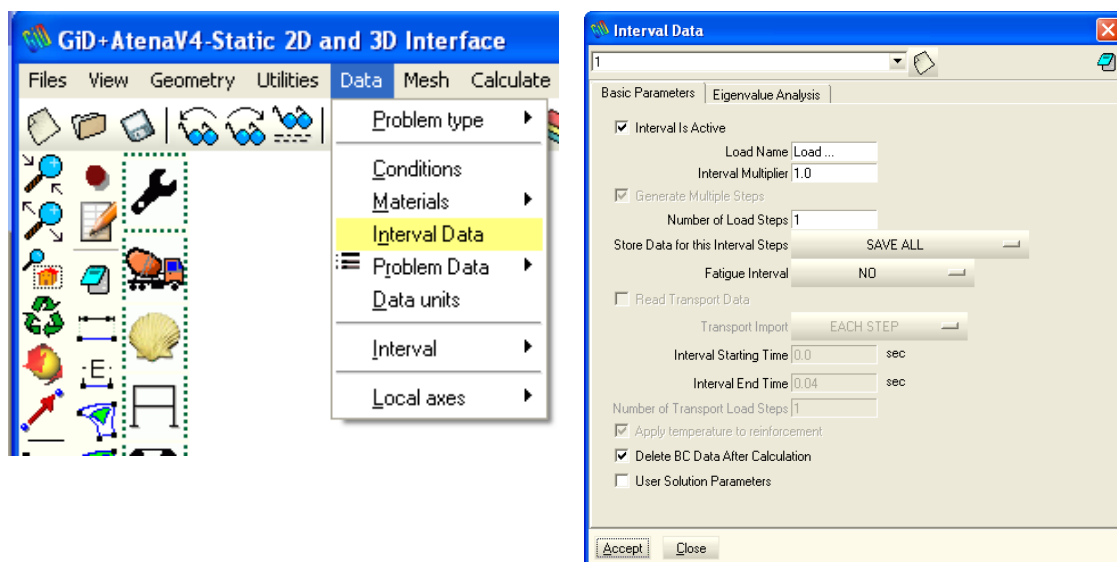 GiD+AtenaV4-Static 2D and 3D Interface
Files View Geometry Utilities Data Mesh Calculate
Problem type
Conditions
Materials
Interval Data
Problem Data
Data units
Interval
Local axes
E
Interval Data
1
Basic Parameters Eigenvalue Analysis
Interval Is Active
Load Name Load ...
Interval Multiplier 1.0
Generate Multiple Steps
Number of Load Steps 1
Store Data for this Interval Steps SAVE ALL
Fatigue Interval NO
Read Transport Data
Transport Import EACH STEP
Interval Starting Time 0.0 sec
Interval End Time 0.04 sec
Number of Transport Load Steps 1
Apply temperature to reinforcement
Delete BC Data After Calculation
User Solution Parameters
Accept Close